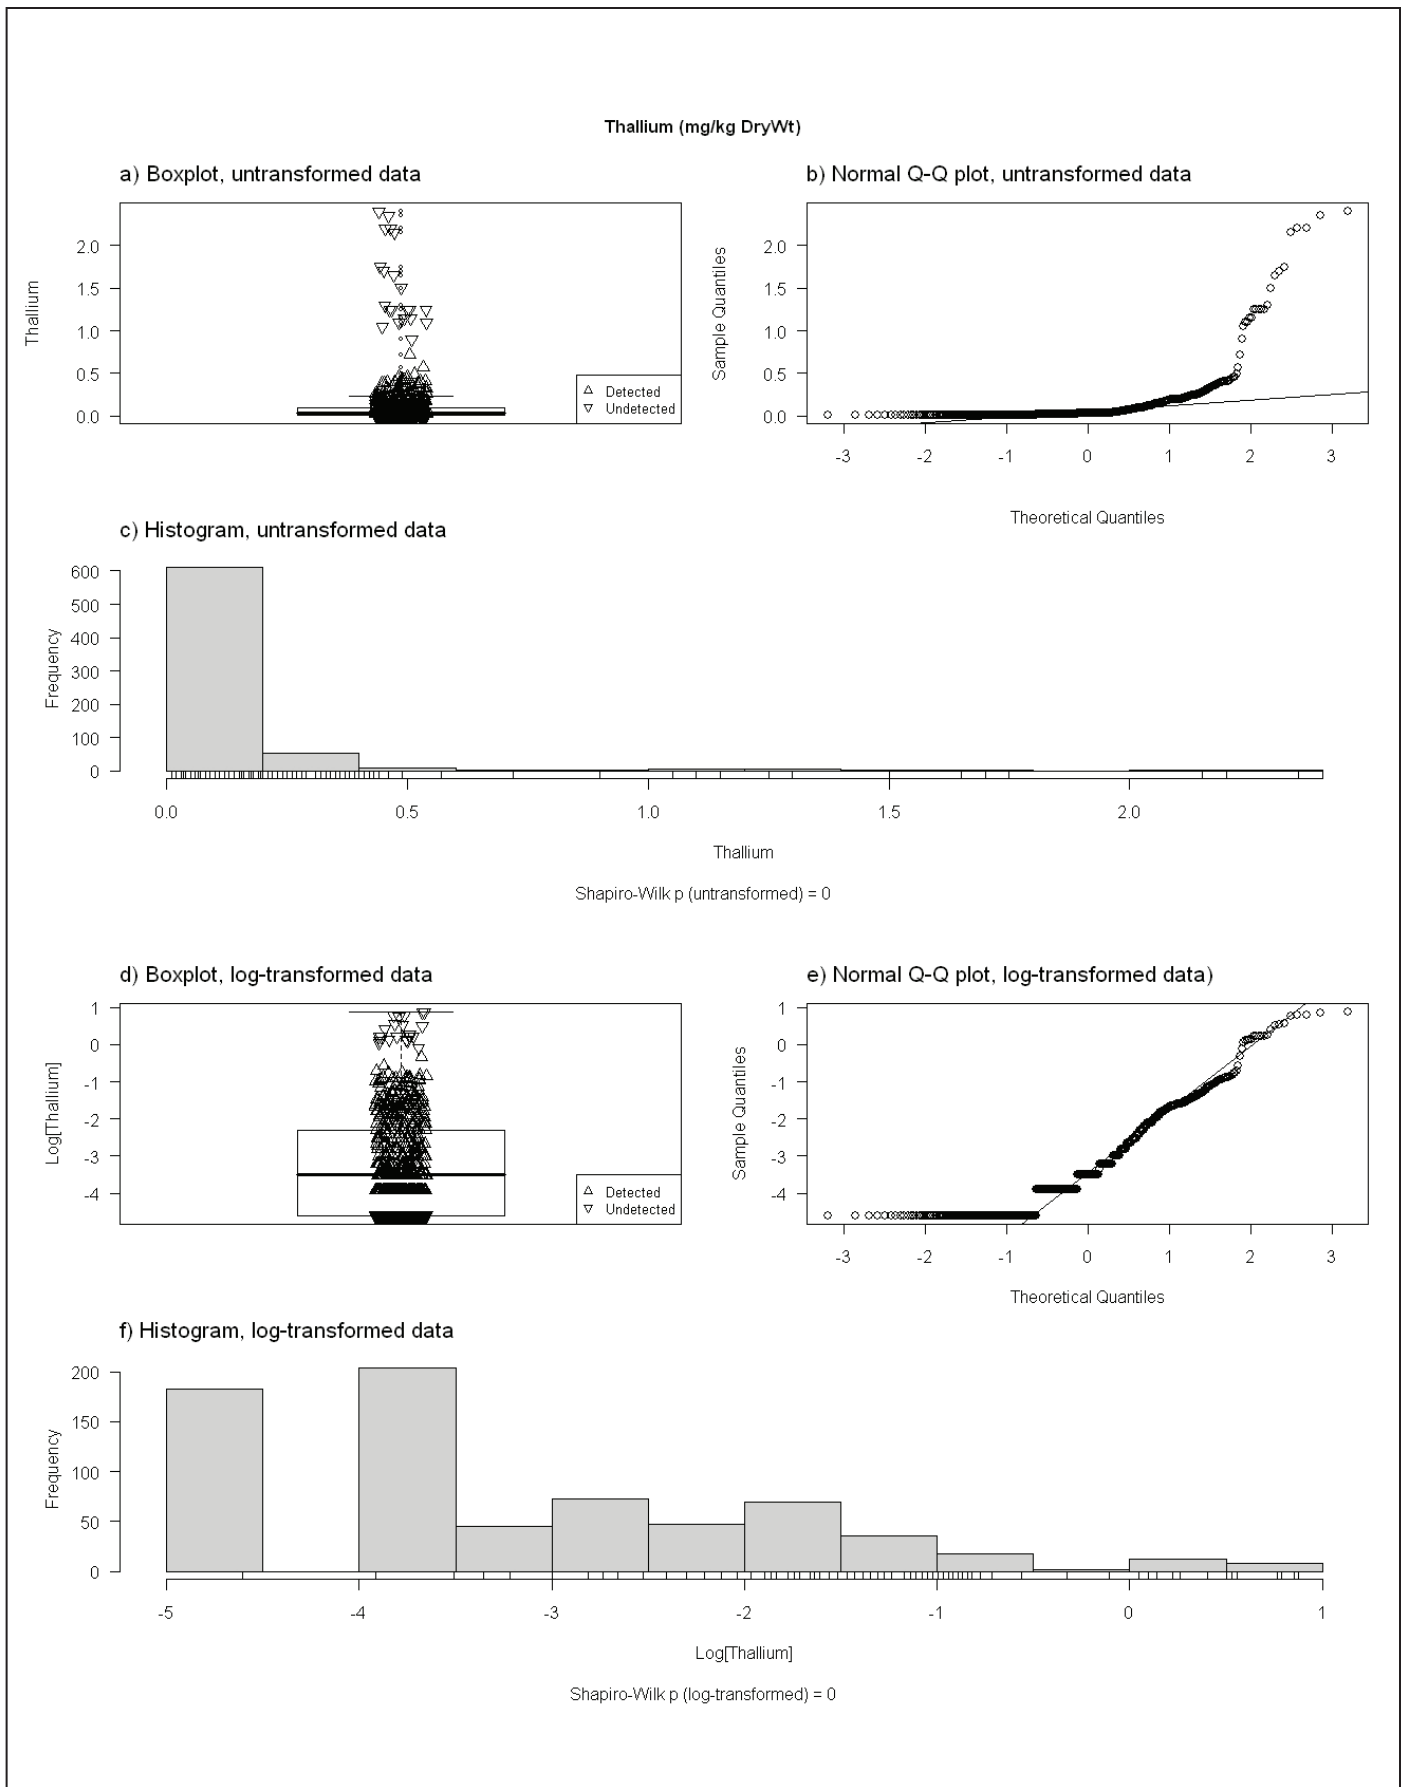 Thallium (mg/kg DryWt)
a) Boxplot, untransformed data
Thallium
2.0
1.5
1.0
0.5
0.0
Detected
Undetected
b) Normal Q-Q plot, untransformed data
Sample Quantiles
2.0
1.5
1.0
0.5
0.0
-3 -2 -1 0 1 2 3
Theoretical Quantiles
c) Histogram, untransformed data
Frequency
600
500
400
300
200
100
0
0.0 0.5 1.0 1.5 2.0
Thallium
Shapiro-Wilk p (untransformed) = 0
d) Boxplot, log-transformed data
Log[Thallium]
1
0
-1
-2
-3
-4
Detected
Undetected
e) Normal Q-Q plot, log-transformed data)
Sample Quantiles
1
0
-1
-2
-3
-4
-3 -2 -1 0 1 2 3
Theoretical Quantiles
f) Histogram, log-transformed data
Frequency
200
150
100
50
0
-5 -4 -3 -2 -1 0 1
Log[Thallium]
Shapiro-Wilk p (log-transformed) = 0